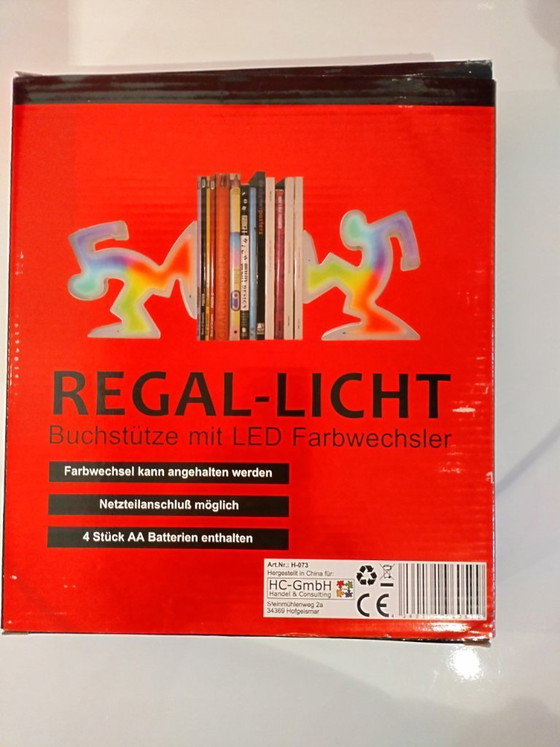 REGAL-LICHT
Buchstütze mit LED Farbwechsler
Farbwechsel kann angehalten werden
Netzteilanschluß möglich
4 Stück AA Batterien enthalten
Art.Nr.: H-073
Hergestellt in China für:
HC-GmbH
Handel & Consulting
Steinmühlenweg 2a
34369 Hofgeismar
CE